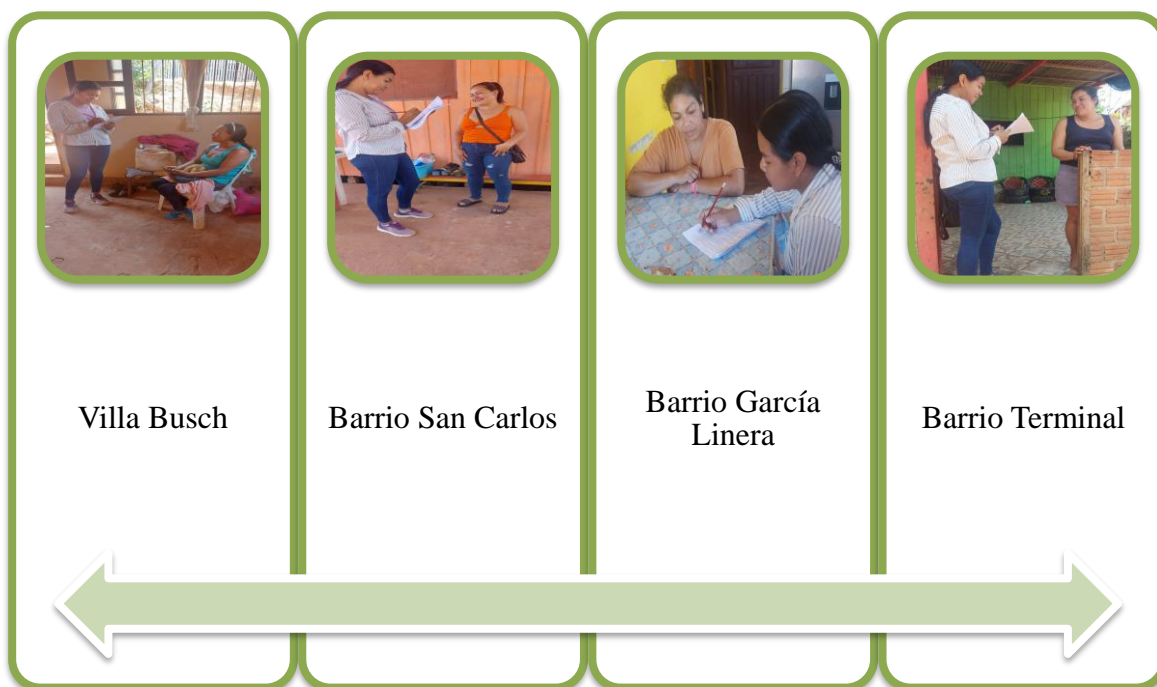 Villa Busch
Barrio San Carlos
Barrio García
Linera
Barrio Terminal